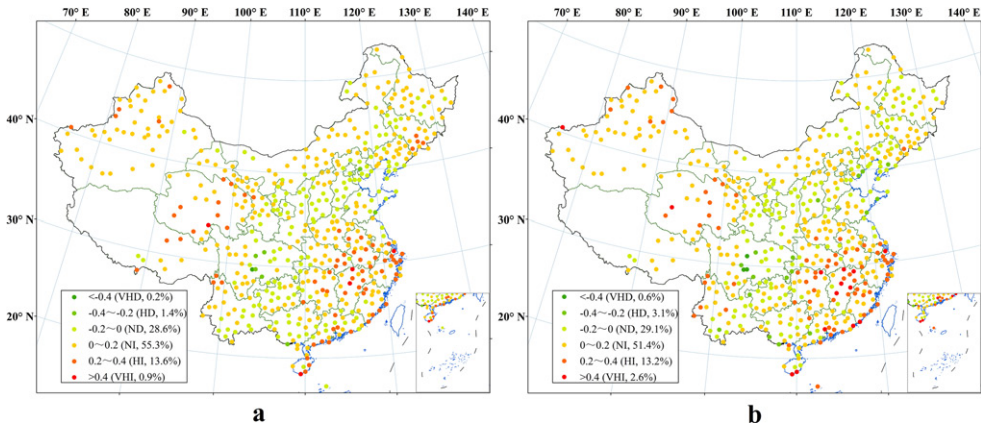 70° E 80° E 90° E 100° E 110° E 120° E 130° E 140° E
40° N
30° N
20° N
<-0.4 (VHD, 0.2%)
-0.4～-0.2 (HD, 1.4%)
-0.2～0 (ND, 28.6%)
0～0.2 (NI, 55.3%)
0.2～0.4 (HI, 13.6%)
>0.4 (VHI, 0.9%)
a
70° E 80° E 90° E 100° E 110° E 120° E 130° E 140° E
40° N
30° N
20° N
<-0.4 (VHD, 0.6%)
-0.4～-0.2 (HD, 3.1%)
-0.2～0 (ND, 29.1%)
0～0.2 (NI, 51.4%)
0.2～0.4 (HI, 13.2%)
>0.4 (VHI, 2.6%)
b